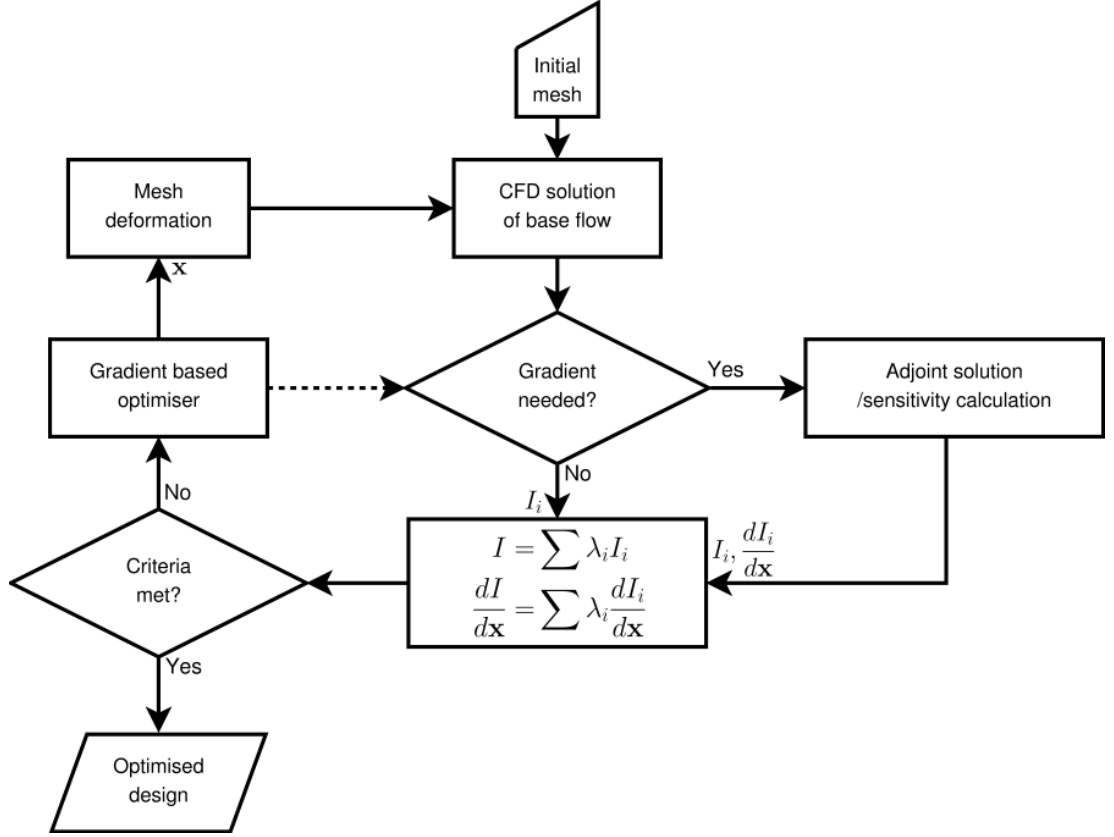 Initial
mesh
Mesh
deformation
CFD solution
of base flow
x
Gradient based
optimiser
Gradient
needed?
Yes
Adjoint solution
/sensitivity calculation
No
No
I_i
I = ∑ λ_i I_i
dI/dx = ∑ λ_i dI_i/dx
I_i, dI_i/dx
Criteria
met?
Yes
Optimised
design